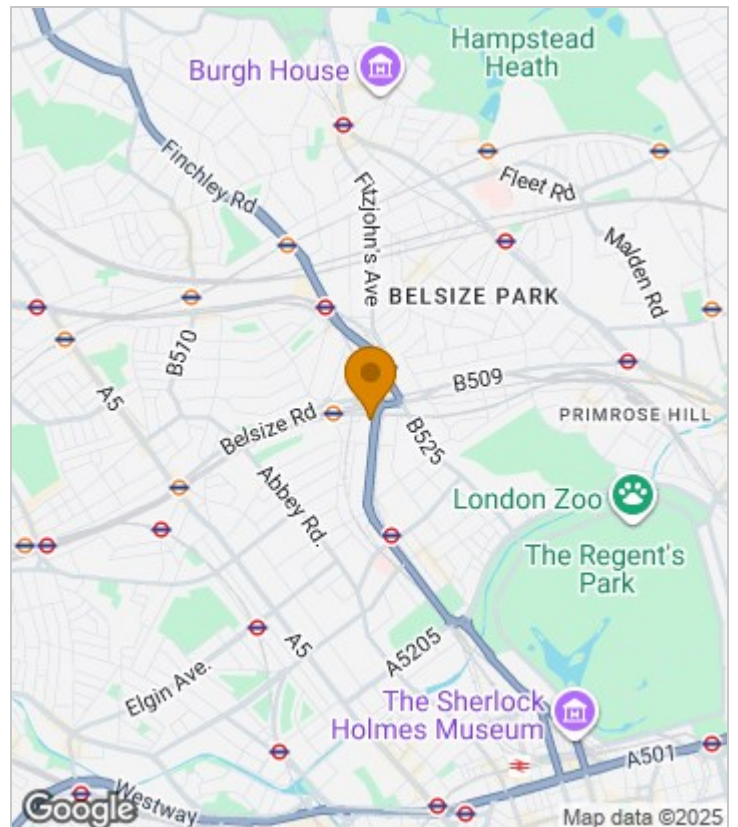 Hampstead
Heath
Burgh House
Finchley Rd
Fitzjohn's Ave
Fleet Rd
Malden Rd
BELSIZE PARK
B510
A5
B509
Belsize Rd
B525
PRIMROSE HILL
Abbey Rd.
London Zoo
The Regent's
Park
A5
A5205
Elgin Ave.
The Sherlock
Holmes Museum
A501
Westway
Google
Map data ©2025